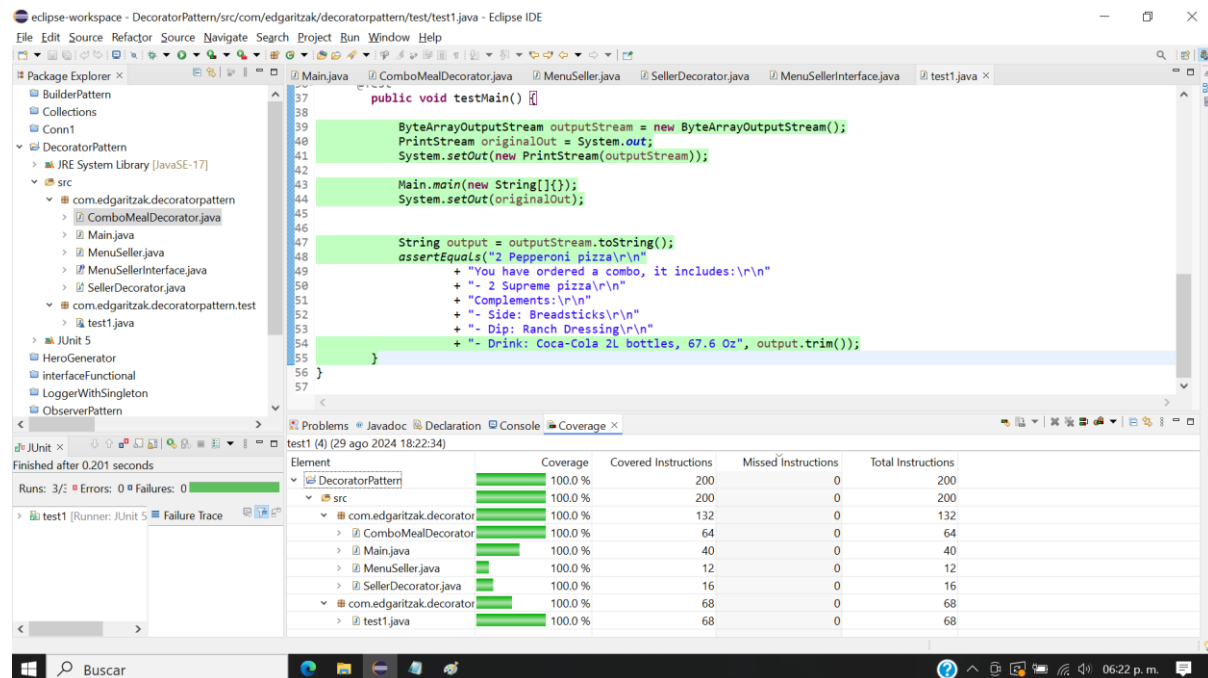 eclipse-workspace - DecoratorPattern/src/com/edgaritzak/decoratorpattern/test/test1.java - Eclipse IDE
File Edit Source Refactor Source Navigate Search Project Run Window Help
Package Explorer
BuilderPattern
Collections
Conn1
DecoratorPattern
JRE System Library [JavaSE-17]
src
com.edgaritzak.decoratorpattern
ComboMealDecorator.java
Main.java
MenuSeller.java
MenuSellerInterface.java
SellerDecorator.java
com.edgaritzak.decoratorpattern.test
test1.java
JUnit 5
HeroGenerator
interfaceFunctional
LoggerWithSingleton
ObserverPattern
Main.java ComboMealDecorator.java MenuSeller.java SellerDecorator.java MenuSellerInterface.java test1.java
37 public void testMain() {
38
39 ByteArrayOutputStream outputStream = new ByteArrayOutputStream();
40 PrintStream originalOut = System.out;
41 System.setOut(new PrintStream(outputStream));
42
43 Main.main(new String[]{});
44 System.setOut(originalOut);
45
46
47 String output = outputStream.toString();
48 assertEquals("2 Pepperoni pizza\r\n"
49 + "You have ordered a combo, it includes:\r\n"
50 + "- 2 Supreme pizza\r\n"
51 + "Complements:\r\n"
52 + "- Side: Breadsticks\r\n"
53 + "- Dip: Ranch Dressing\r\n"
54 + "- Drink: Coca-Cola 2L bottles, 67.6 Oz", output.trim());
55 }
56 }
57
JUnit
Finished after 0.201 seconds
Runs: 3/3 Errors: 0 Failures: 0
test1 [Runner: JUnit 5 Failure Trace
Problems Javadoc Declaration Console Coverage
test1 (4) (29 ago 2024 18:22:34)
Element Coverage Covered Instructions Missed Instructions Total Instructions
DecoratorPattern 100.0 % 200 0 200
src 100.0 % 200 0 200
com.edgaritzak.decorator 100.0 % 132 0 132
ComboMealDecorator 100.0 % 64 0 64
Main.java 100.0 % 40 0 40
MenuSeller.java 100.0 % 12 0 12
SellerDecorator.java 100.0 % 16 0 16
com.edgaritzak.decorator 100.0 % 68 0 68
test1.java 100.0 % 68 0 68
Buscar
06:22 p. m.